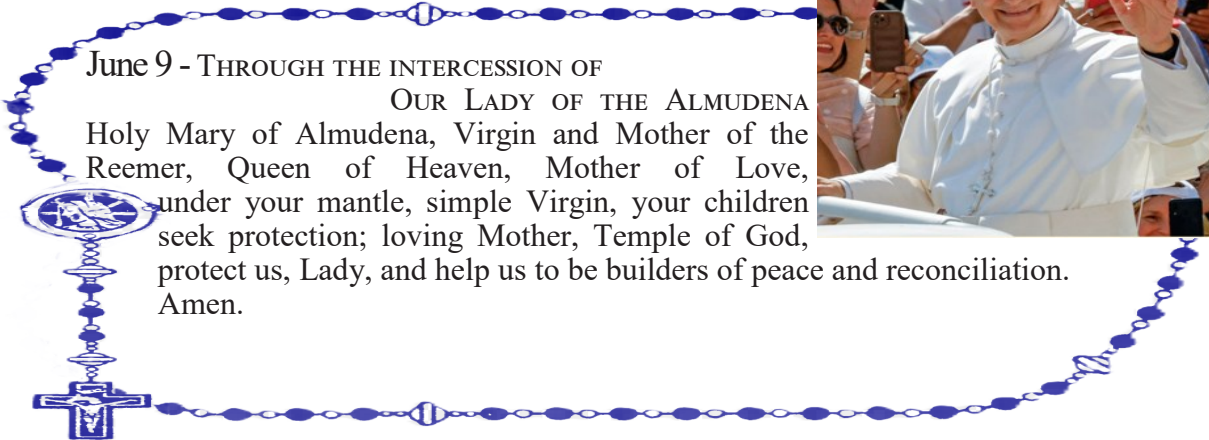 June 9 - THROUGH THE INTERCESSION OF
OUR LADY OF THE ALMUDENA
Holy Mary of Almudena, Virgin and Mother of the
Reemer, Queen of Heaven, Mother of Love,
under your mantle, simple Virgin, your children
seek protection; loving Mother, Temple of God,
protect us, Lady, and help us to be builders of peace and reconciliation.
Amen.